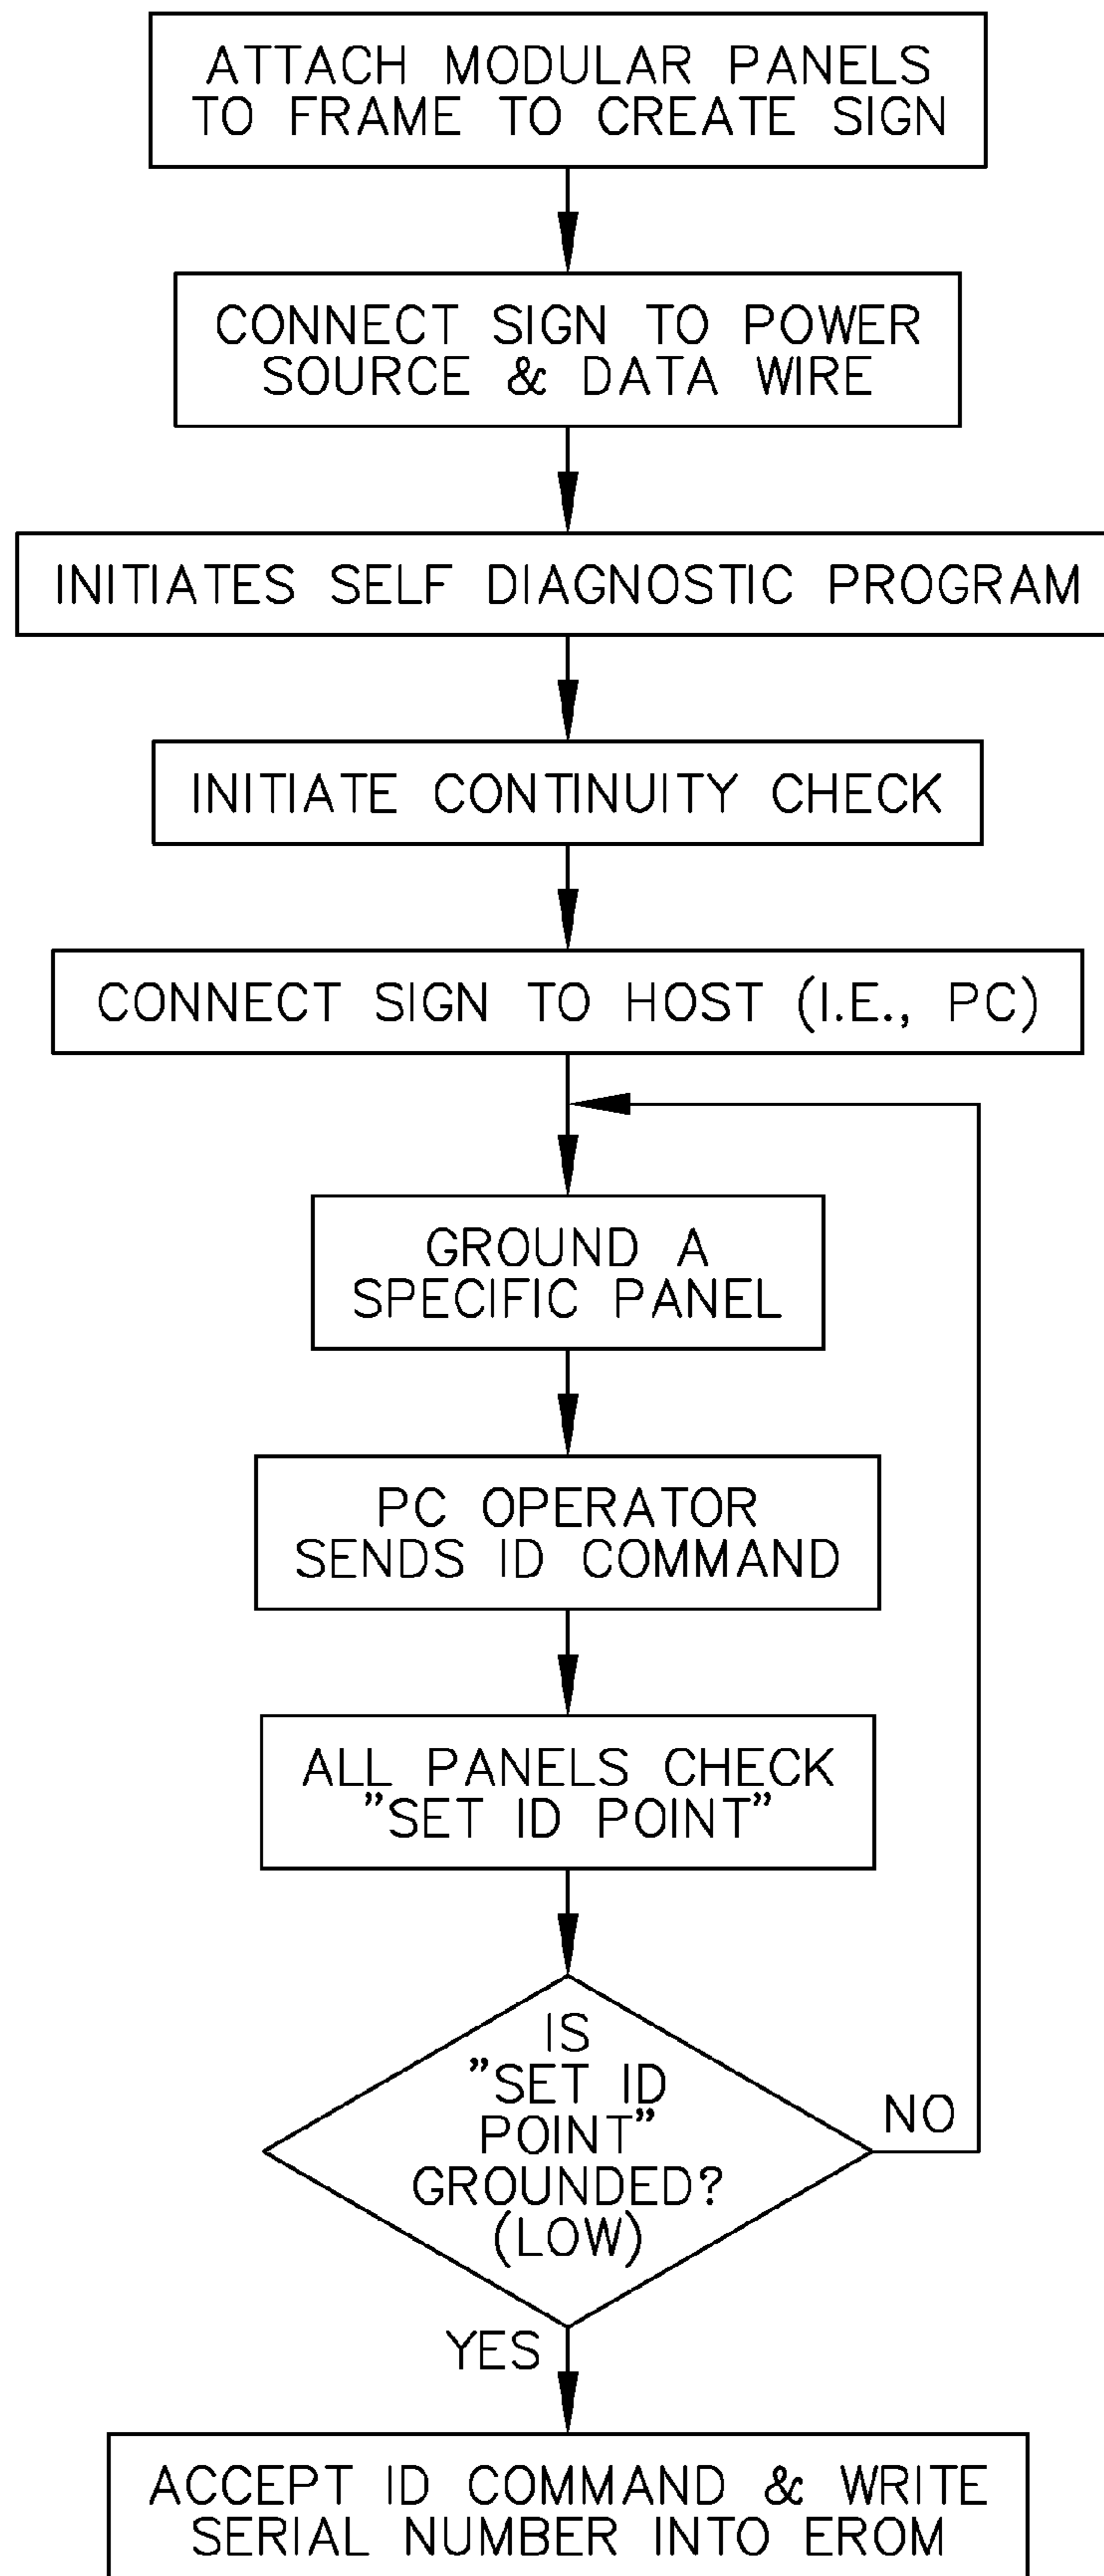 ATTACH MODULAR PANELS
TO FRAME TO CREATE SIGN
CONNECT SIGN TO POWER
SOURCE & DATA WIRE
INITIATES SELF DIAGNOSTIC PROGRAM
INITIATE CONTINUITY CHECK
CONNECT SIGN TO HOST (I.E., PC)
GROUND A
SPECIFIC PANEL
PC OPERATOR
SENDS ID COMMAND
ALL PANELS CHECK
"SET ID POINT"
IS
"SET ID
POINT"
GROUNDED?
(LOW)
NO
YES
ACCEPT ID COMMAND & WRITE
SERIAL NUMBER INTO EROM